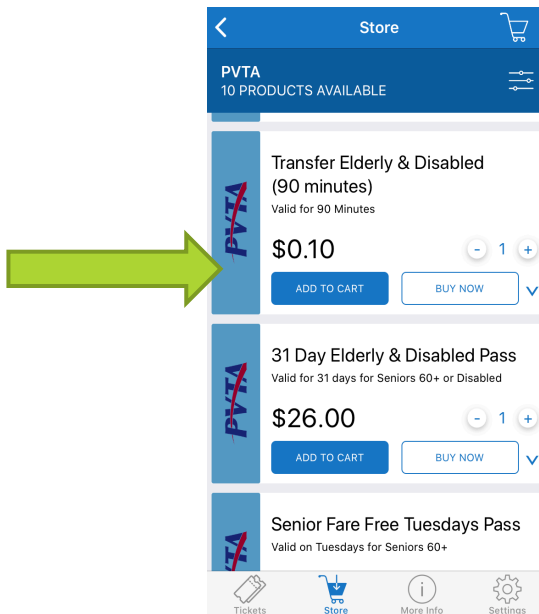 Store
PVTA
10 PRODUCTS AVAILABLE
PVTA
Transfer Elderly & Disabled
(90 minutes)
Valid for 90 Minutes
$0.10
- 1 +
ADD TO CART BUY NOW
PVTA
31 Day Elderly & Disabled Pass
Valid for 31 days for Seniors 60+ or Disabled
$26.00
- 1 +
ADD TO CART BUY NOW
Senior Fare Free Tuesdays Pass
Valid on Tuesdays for Seniors 60+
Tickets Store More Info Settings